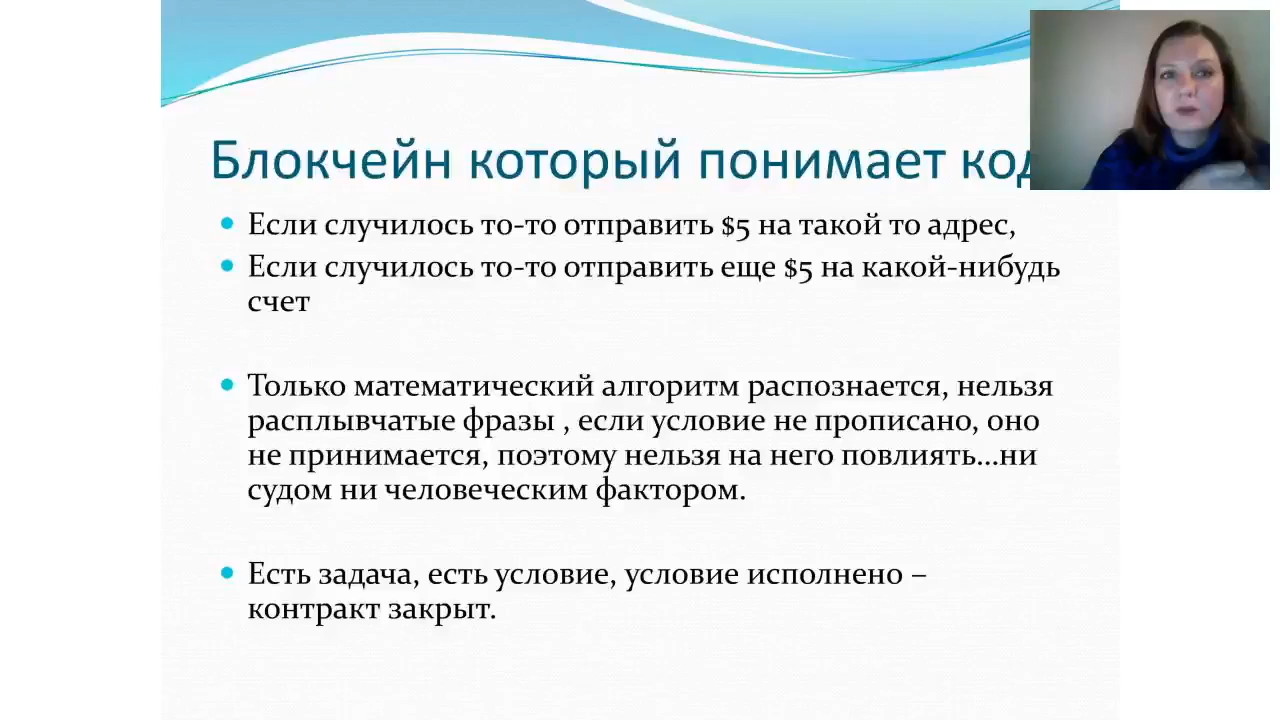 Блокчейн который понимает код
Если случилось то-то отправить $5 на такой то адрес,
Если случилось то-то отправить еще $5 на какой-нибудь
счет
Только математический алгоритм распознается, нельзя
расплывчатые фразы , если условие не прописано, оно
не принимается, поэтому нельзя на него повлиять...ни
судом ни человеческим фактором.
Есть задача, есть условие, условие исполнено –
контракт закрыт.